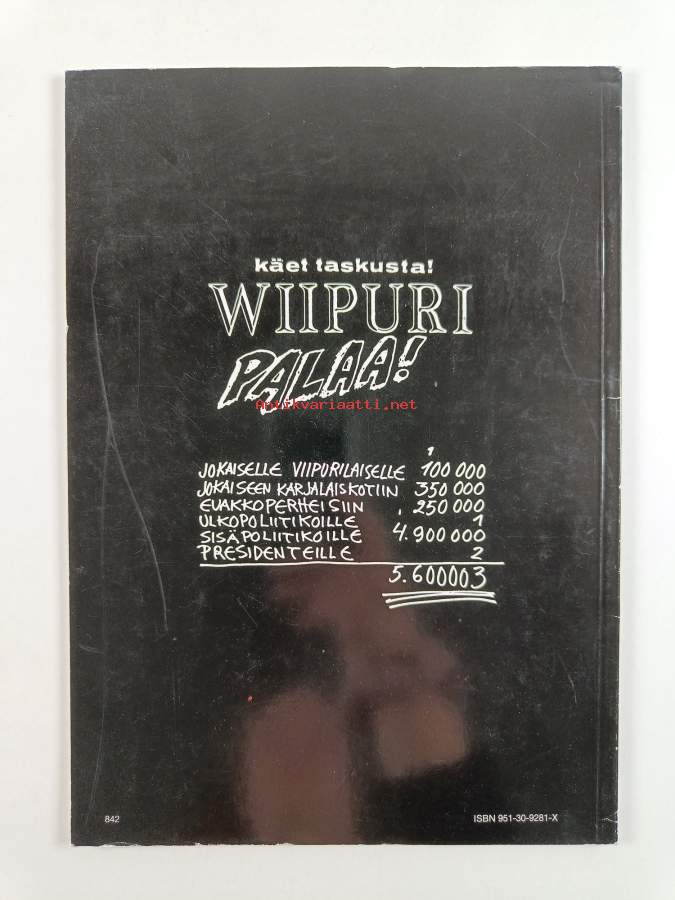 käet taskusta!
WIIPURI
PALAA!
Antikvariaatti.net
1
JOKAISELLE VIIPURILAISELLE 100 000
JOKAISEEN KARJALAISKOTIIN 350 000
EVAKKOPERHEISIIN 250 000
ULKOPOLIITIKOILLE 1
SISÄPOLIITIKOILLE 4.900 000
PRESIDENTEILLE 2
5.600003
842
ISBN 951-30-9281-X